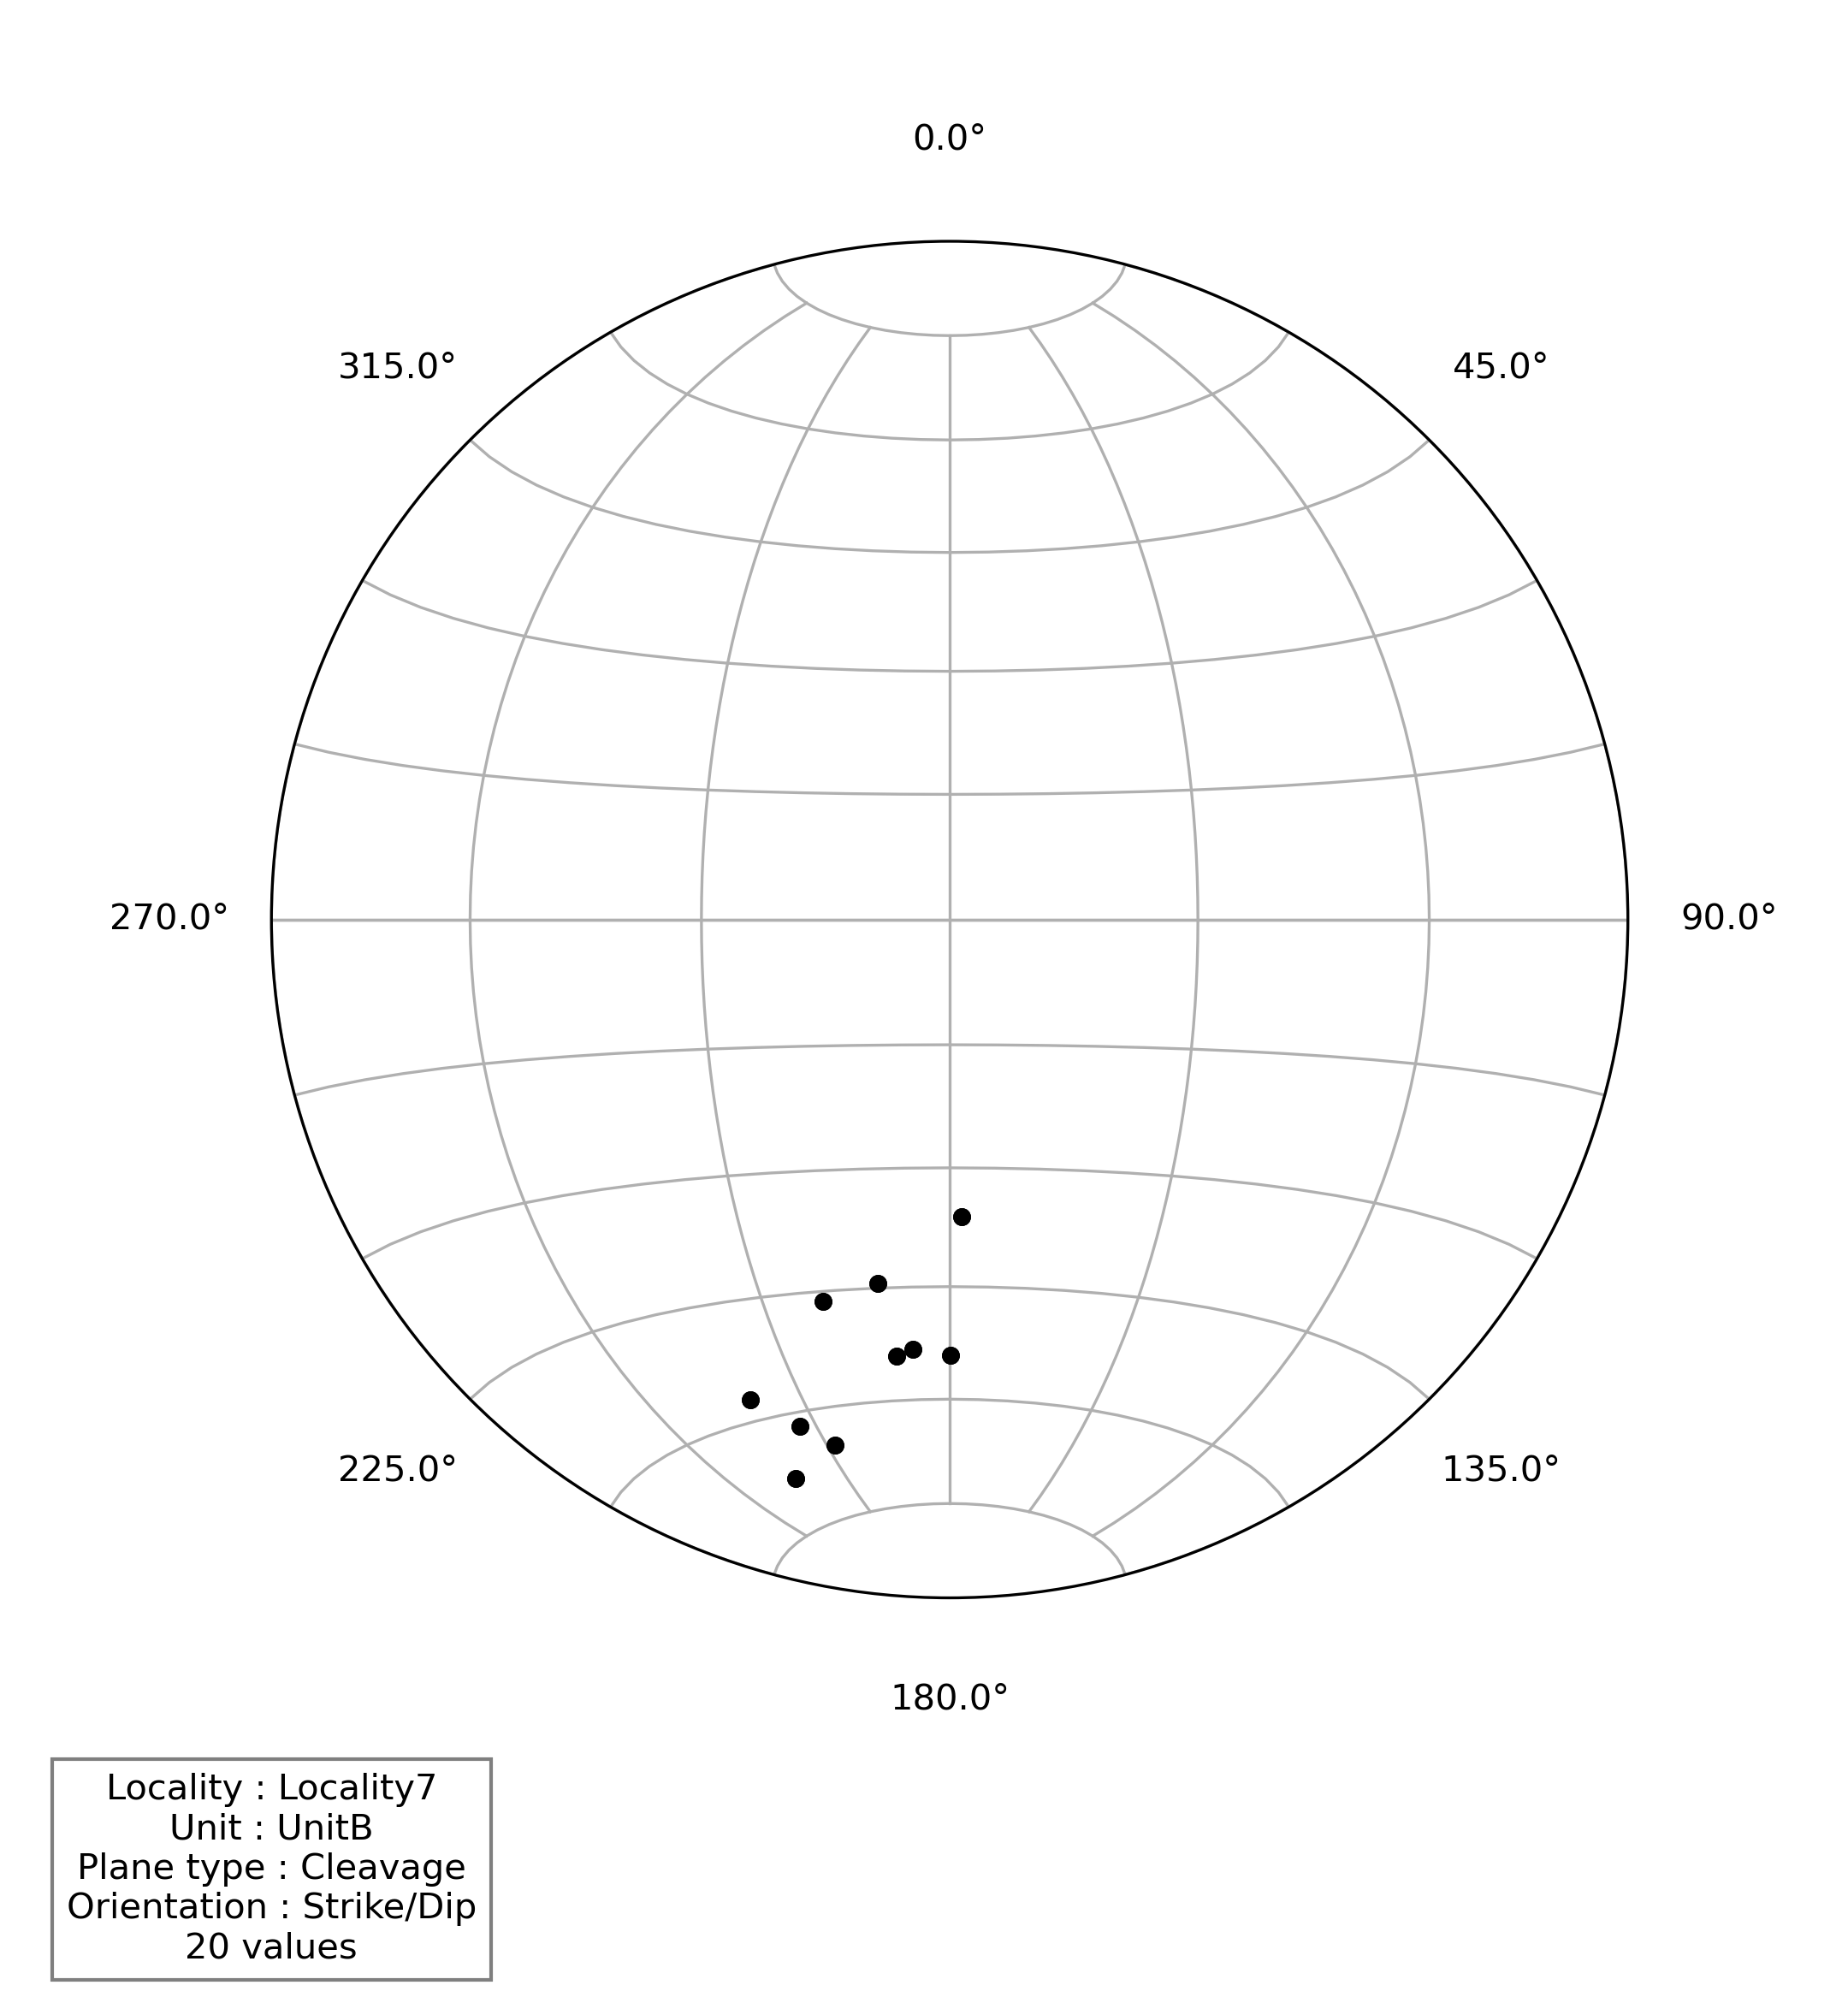 0.0°
315.0°
45.0°
270.0°
90.0°
225.0°
135.0°
180.0°
Locality : Locality7
Unit : UnitB
Plane type : Cleavage
Orientation : Strike/Dip
20 values